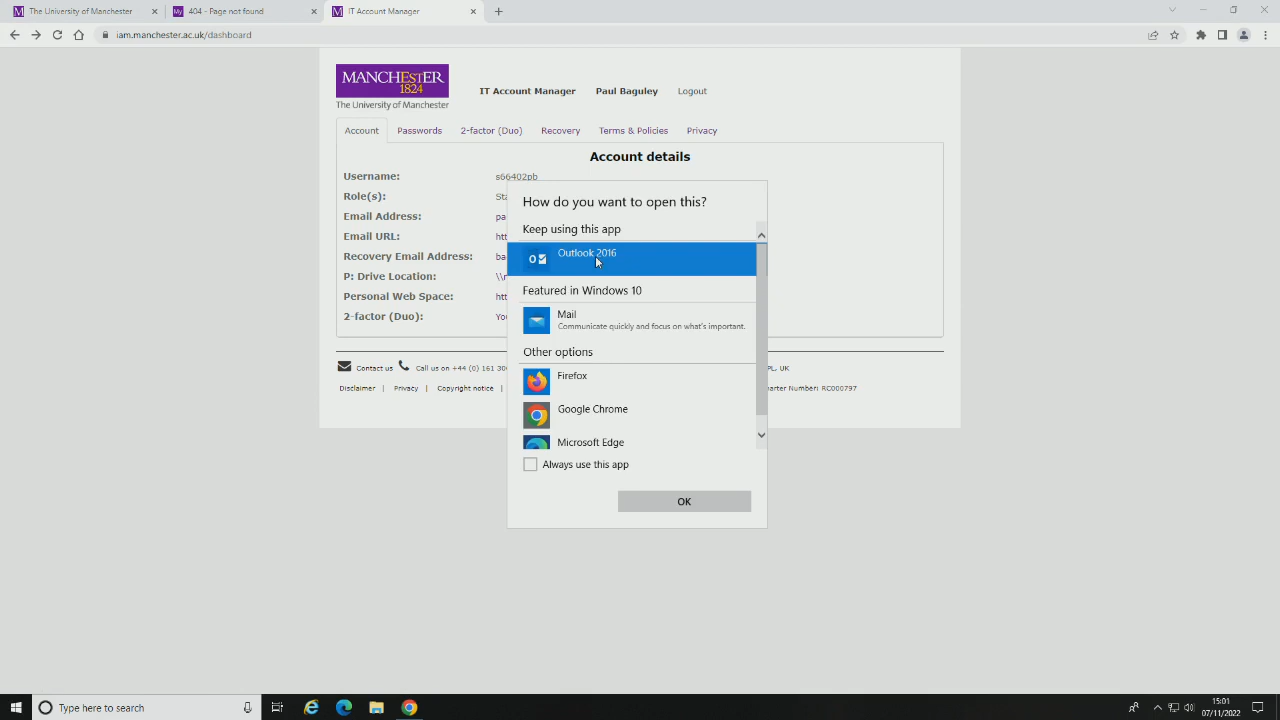 The University of Manchester
404 - Page not found
IT Account Manager
iam.manchester.ac.uk/dashboard
MANCHESTER
1824
The University of Manchester
IT Account Manager
Paul Baguley
Logout
Account
Passwords
2-factor (Duo)
Recovery
Terms & Policies
Privacy
Account details
Username:
s66402pb
Role(s):
Email Address:
Email URL:
Recovery Email Address:
P: Drive Location:
Personal Web Space:
2-factor (Duo):
How do you want to open this?
Keep using this app
Outlook 2016
Featured in Windows 10
Mail
Communicate quickly and focus on what's important.
Other options
Firefox
Google Chrome
Microsoft Edge
Always use this app
OK
Contact us
Call us on +44 (0) 161
UK
Disclaimer | Privacy | Copyright notice |
Number: RC000797
Type here to search
15:01
07/11/2022